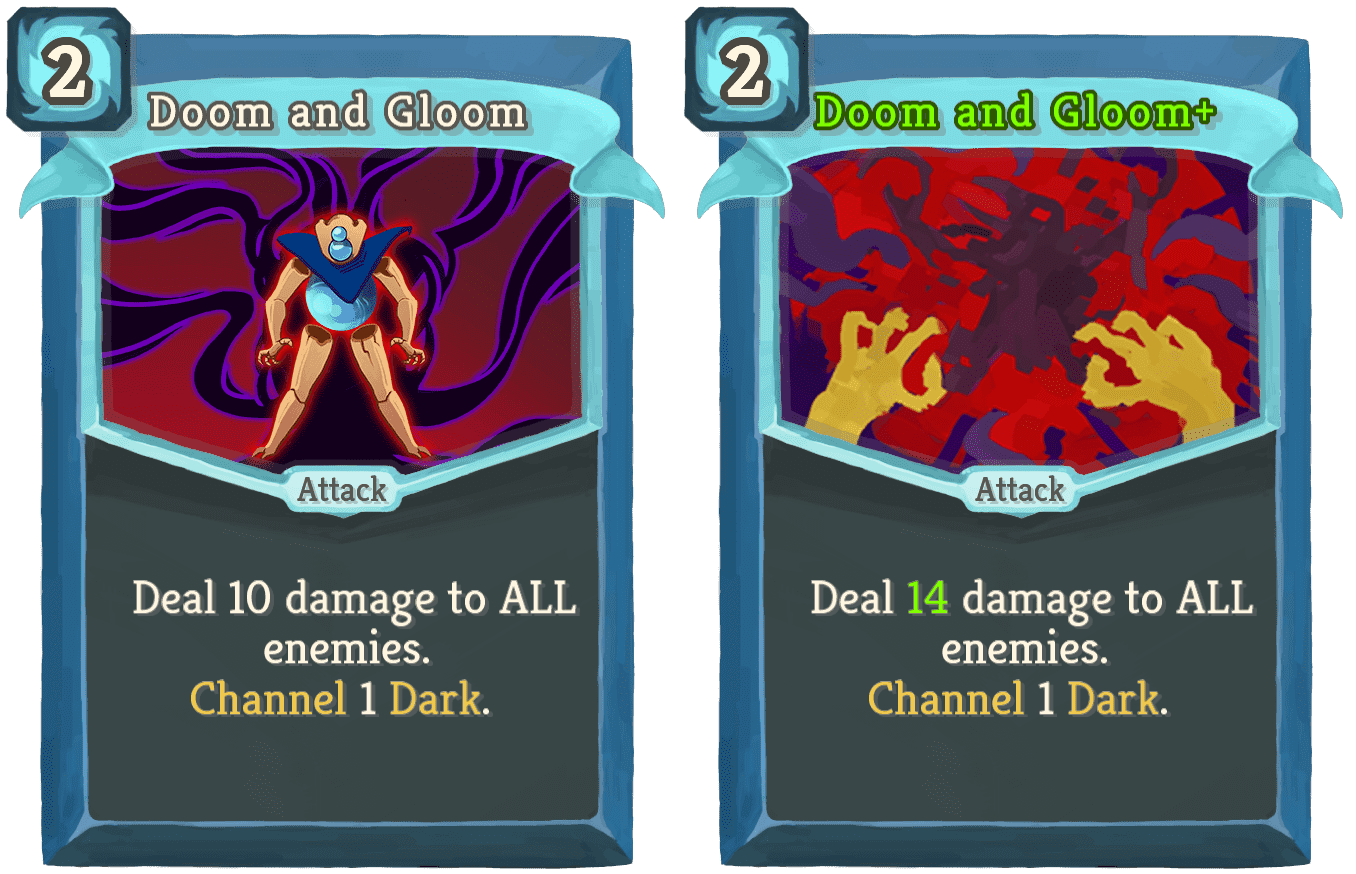 2
Doom and Gloom
Attack
Deal 10 damage to ALL
enemies.
Channel 1 Dark.
2
Doom and Gloom+
Attack
Deal 14 damage to ALL
enemies.
Channel 1 Dark.